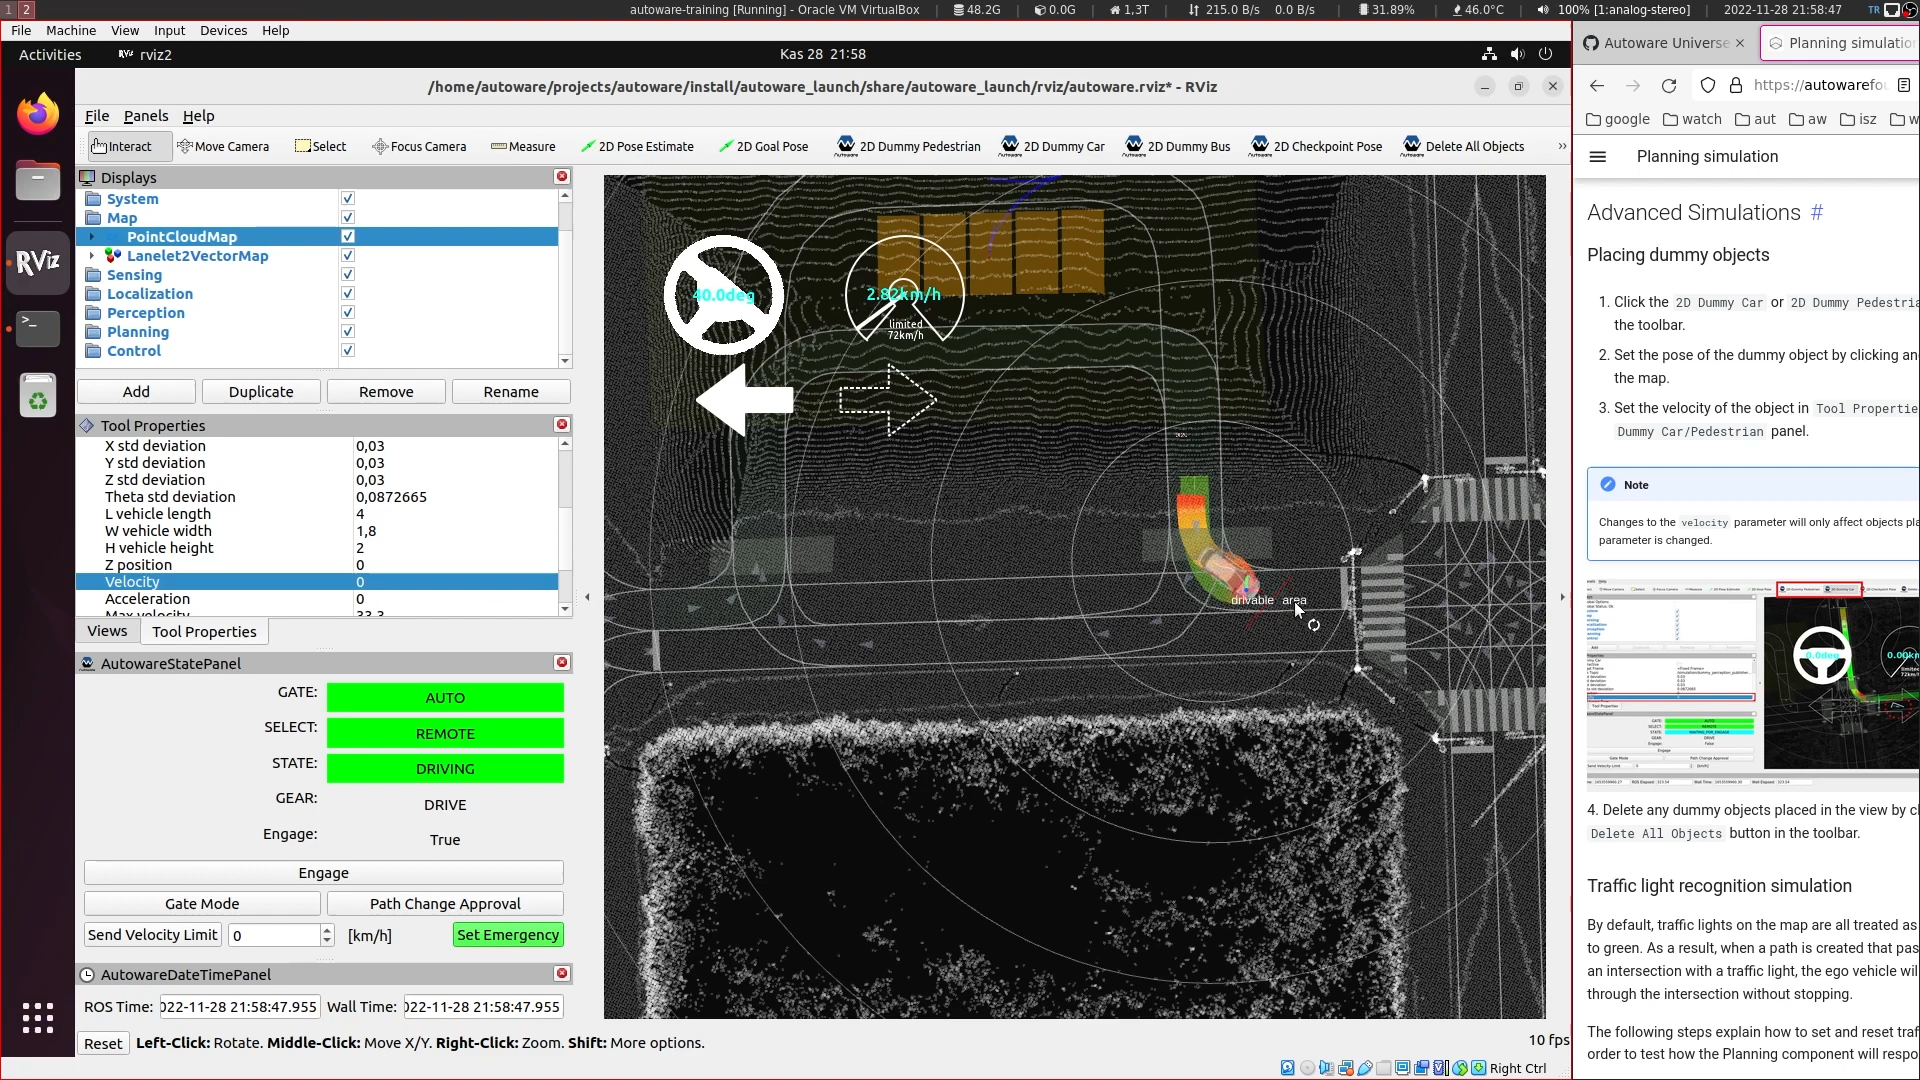 1 2
autoware-training [Running] - Oracle VM VirtualBox
48.2G
0.0G
1,3T
215.0 B/s 0.0 B/s
31.89%
46.0°C
100% [1:analog-stereo]
2022-11-28 21:58:47
TR
File Machine View Input Devices Help
Activities
rviz2
Kas 28 21:58
/home/autoware/projects/autoware/install/autoware_launch/share/autoware_launch/rviz/autoware.rviz* - RViz
File Panels Help
Interact
Move Camera
Select
Focus Camera
Measure
2D Pose Estimate
2D Goal Pose
2D Dummy Pedestrian
2D Dummy Car
2D Dummy Bus
2D Checkpoint Pose
Delete All Objects
RViz
Displays
System
Map
PointCloudMap
Lanelet2VectorMap
Sensing
Localization
Perception
Planning
Control
Add
Duplicate
Remove
Rename
Tool Properties
X std deviation 0,03
Y std deviation 0,03
Z std deviation 0,03
Theta std deviation 0,0872665
L vehicle length 4
W vehicle width 1,8
H vehicle height 2
Z position 0
Velocity 0
Acceleration 0
Max velocity 33,3
Views
Tool Properties
AutowareStatePanel
GATE: AUTO
SELECT: REMOTE
STATE: DRIVING
GEAR: DRIVE
Engage: True
Engage
Gate Mode
Path Change Approval
Send Velocity Limit
0
[km/h]
Set Emergency
AutowareDateTimePanel
ROS Time: 022-11-28 21:58:47.955 Wall Time: 022-11-28 21:58:47.955
Reset
Left-Click: Rotate. Middle-Click: Move X/Y. Right-Click: Zoom. Shift: More options.
10 fps
Right Ctrl
40.0deg
2.82km/h
limited
72km/h
drivable area
Autoware Universe
Planning simulation
https://autowarefou
google
watch
aut
aw
isz
w
Planning simulation
Advanced Simulations #
Placing dummy objects
1. Click the 2D Dummy Car or 2D Dummy Pedestria
the toolbar.
2. Set the pose of the dummy object by clicking an
the map.
3. Set the velocity of the object in Tool Propertie
Dummy Car/Pedestrian panel.
Note
Changes to the velocity parameter will only affect objects pla
parameter is changed.
0.0deg
0.00km
4. Delete any dummy objects placed in the view by cl
Delete All Objects button in the toolbar.
Traffic light recognition simulation
By default, traffic lights on the map are all treated as
to green. As a result, when a path is created that pas
an intersection with a traffic light, the ego vehicle wil
through the intersection without stopping.
The following steps explain how to set and reset traf
order to test how the Planning component will respo